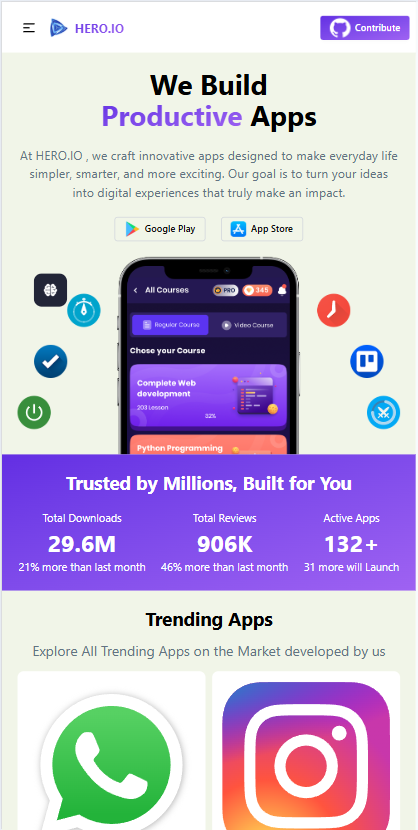 HERO.IO
Contribute
We Build
Productive Apps
At HERO.IO , we craft innovative apps designed to make everyday life
simpler, smarter, and more exciting. Our goal is to turn your ideas
into digital experiences that truly make an impact.
Google Play
App Store
All Courses
PRO
345
Regular Course
Video Course
Chose your Course
Complete Web
development
203 Lesson
32%
Python Programming
Trusted by Millions, Built for You
Total Downloads
29.6M
21% more than last month
Total Reviews
906K
46% more than last month
Active Apps
132+
31 more will Launch
Trending Apps
Explore All Trending Apps on the Market developed by us